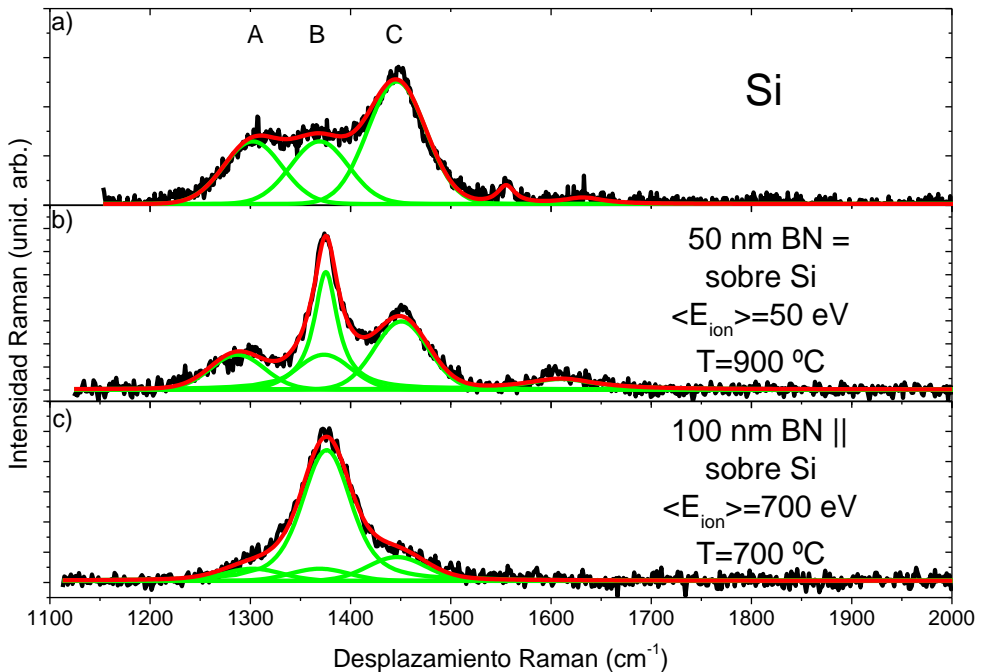 a)
A B C
Si
b)
50 nm BN =
sobre Si
<E_ion>=50 eV
T=900 ºC
c)
100 nm BN ||
sobre Si
<E_ion>=700 eV
T=700 ºC
Intensidad Raman (unid. arb.)
1100 1200 1300 1400 1500 1600 1700 1800 1900 2000
Desplazamiento Raman (cm⁻¹)